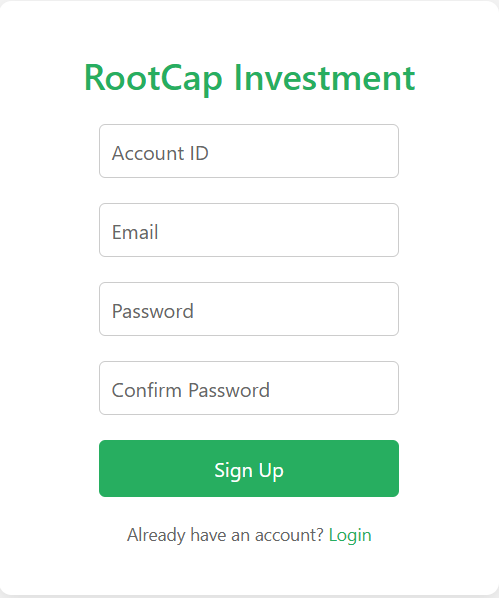 RootCap Investment
Account ID
Email
Password
Confirm Password
Sign Up
Already have an account? Login